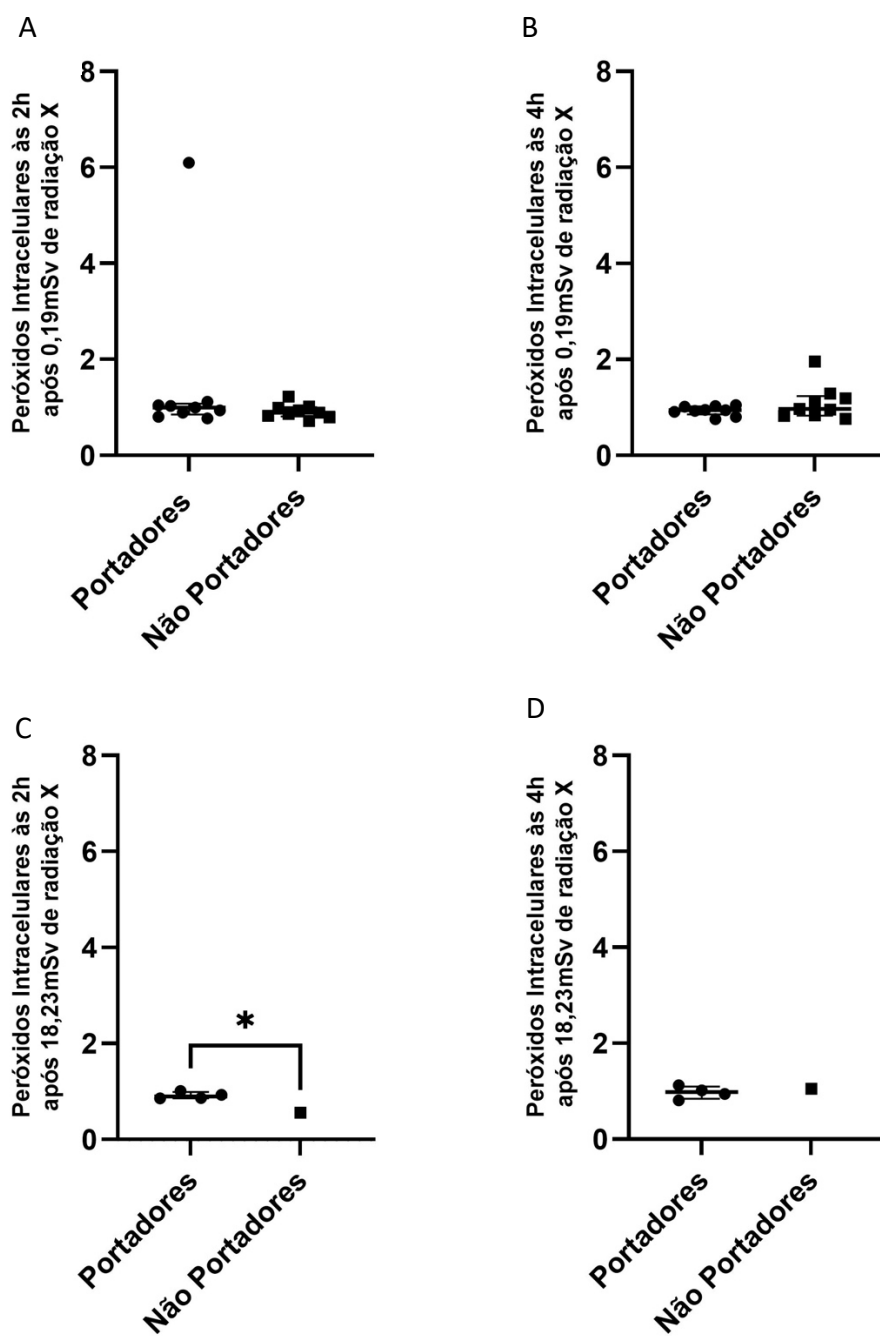 A
Peróxidos Intracelulares às 2h
após 0,19mSv de radiação X
8
6
4
2
0
Portadores
Não Portadores
B
Peróxidos Intracelulares às 4h
após 0,19mSv de radiação X
8
6
4
2
0
Portadores
Não Portadores
C
Peróxidos Intracelulares às 2h
após 18,23mSv de radiação X
8
6
4
2
0
*
Portadores
Não Portadores
D
Peróxidos Intracelulares às 4h
após 18,23mSv de radiação X
8
6
4
2
0
Portadores
Não Portadores